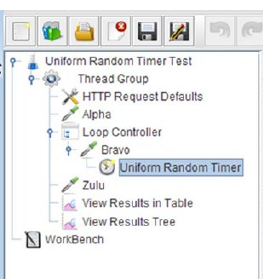 Uniform Random Timer Test
Thread Group
HTTP Request Defaults
Alpha
Loop Controller
Bravo
Uniform Random Timer
Zulu
View Results in Table
View Results Tree
WorkBench